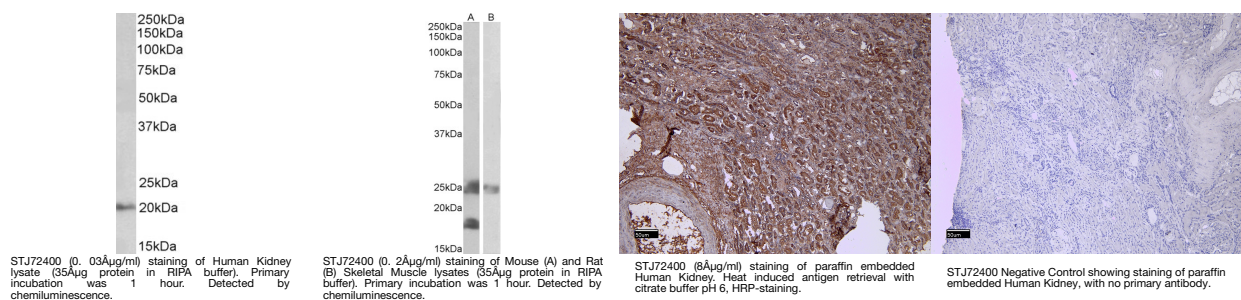 250kDa
150kDa
100kDa
75kDa
50kDa
37kDa
25kDa
20kDa
15kDa
STJ72400 (0. 03Âµg/ml) staining of Human Kidney
lysate (35Âµg protein in RIPA buffer). Primary
incubation was 1 hour. Detected by
chemiluminescence.
A B
250kDa
150kDa
100kDa
75kDa
50kDa
37kDa
25kDa
20kDa
15kDa
STJ72400 (0. 2Âµg/ml) staining of Mouse (A) and Rat
(B) Skeletal Muscle lysates (35Âµg protein in RIPA
buffer). Primary incubation was 1 hour. Detected by
chemiluminescence.
50um
STJ72400 (8Âµg/ml) staining of paraffin embedded
Human Kidney. Heat induced antigen retrieval with
citrate buffer pH 6, HRP-staining.
50um
STJ72400 Negative Control showing staining of paraffin
embedded Human Kidney, with no primary antibody.